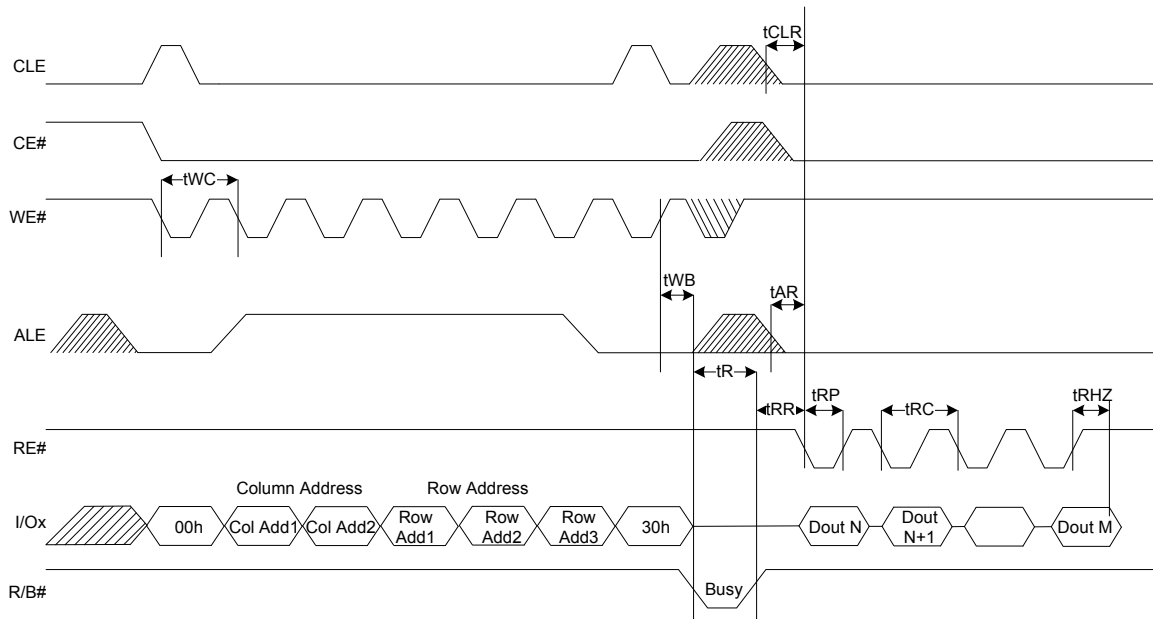 tCLR
CLE
CE#
tWC
WE#
tWB
tAR
ALE
tR
tRR
tRP
tRC
tRHZ
RE#
Column Address
Row Address
I/Ox
00h
Col Add1
Col Add2
Row
Add1
Row
Add2
Row
Add3
30h
Dout N
Dout
N+1
Dout M
R/B#
Busy